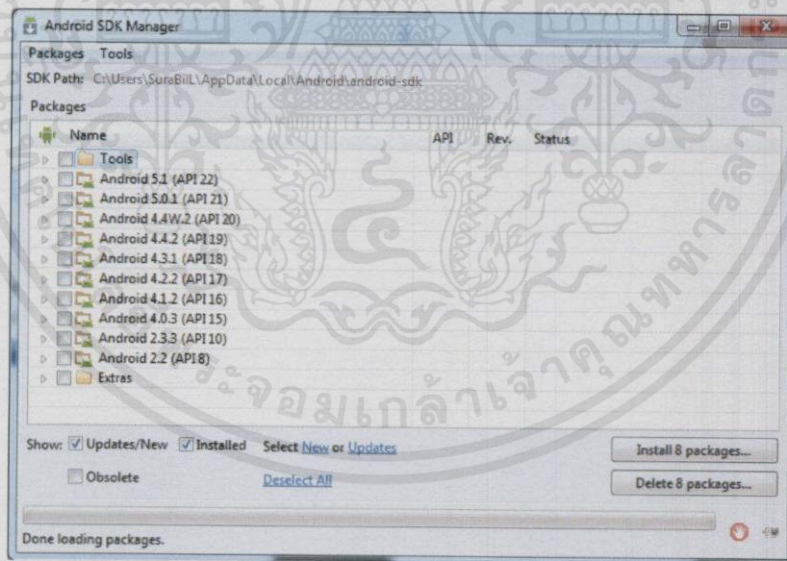 Android SDK Manager
Packages Tools
SDK Path: C:\Users\SuraBilL\AppData\Local\Android\android-sdk
Packages
Name API Rev. Status
Tools
Android 5.1 (API 22)
Android 5.0.1 (API 21)
Android 4.4W.2 (API 20)
Android 4.4.2 (API 19)
Android 4.3.1 (API 18)
Android 4.2.2 (API 17)
Android 4.1.2 (API 16)
Android 4.0.3 (API 15)
Android 2.3.3 (API 10)
Android 2.2 (API 8)
Extras
Show: Updates/New Installed Select New or Updates
Install 8 packages...
Obsolete Deselect All
Delete 8 packages...
Done loading packages.